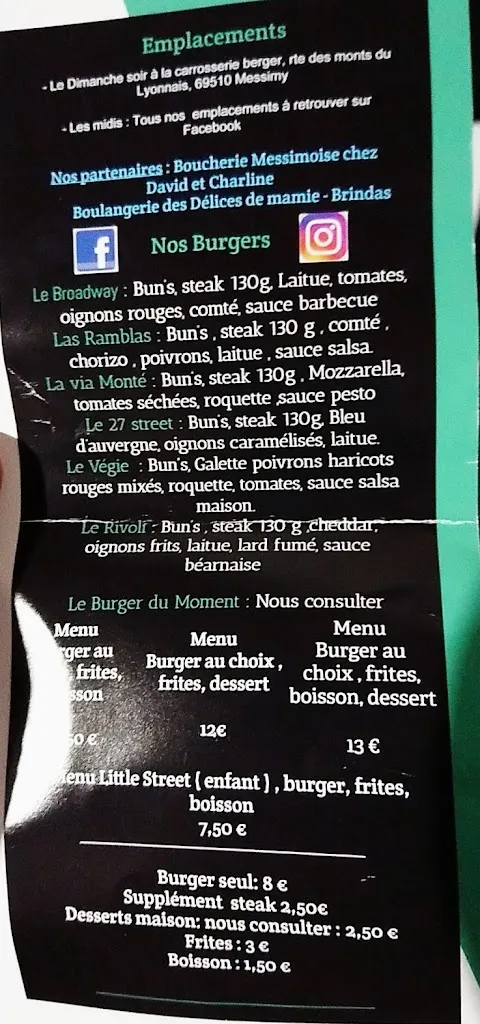 Emplacements
- Le Dimanche soir à la carrosserie berger, rte des monts du
Lyonnais, 69510 Messimy
- Les midis : Tous nos emplacements à retrouver sur
Facebook
Nos partenaires : Boucherie Messimoise chez
David et Charline
Boulangerie des Délices de mamie - Brindas
Nos Burgers
Le Broadway : Bun's, steak 130g, Laitue, tomates,
oignons rouges, comté, sauce barbecue
Las Ramblas : Bun's , steak 130 g , comté ,
chorizo , poivrons, laitue , sauce salsa.
La via Monté : Bun's, steak 130g , Mozzarella,
tomates séchées, roquette ,sauce pesto
Le 27 street : Bun's, steak 130g, Bleu
d'auvergne, oignons caramélisés, laitue.
Le Végie : Bun's, Galette poivrons haricots
rouges mixés, roquette, tomates, sauce salsa
maison.
Le Rivoli : Bun's , steak 130 g ,cheddar,
oignons frits, laitue, lard fumé, sauce
béarnaise
Le Burger du Moment : Nous consulter
Menu
au
frites,
Menu
Burger au choix ,
frites, dessert
12€
Menu
Burger au
choix , frites,
boisson, dessert
13 €
Little Street ( enfant ) , burger, frites,
boisson
7,50 €
Burger seul: 8 €
Supplément steak 2,50€
Desserts maison: nous consulter : 2,50 €
Frites : 3 €
Boisson : 1,50 €